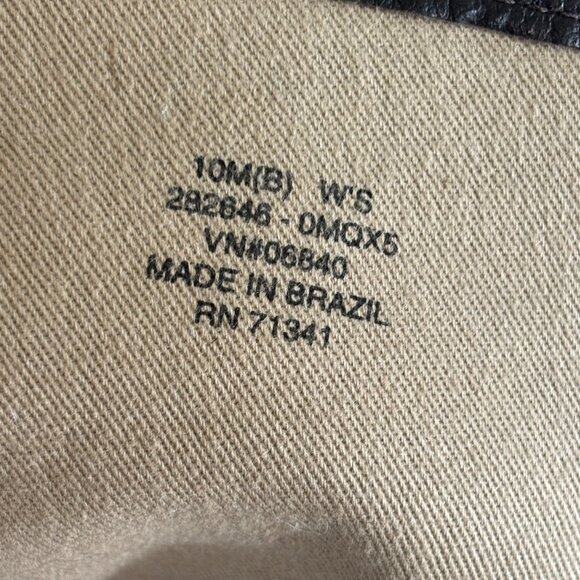 10M(B) W'S
282646 - 0MQX5
VN#06840
MADE IN BRAZIL
RN 71341